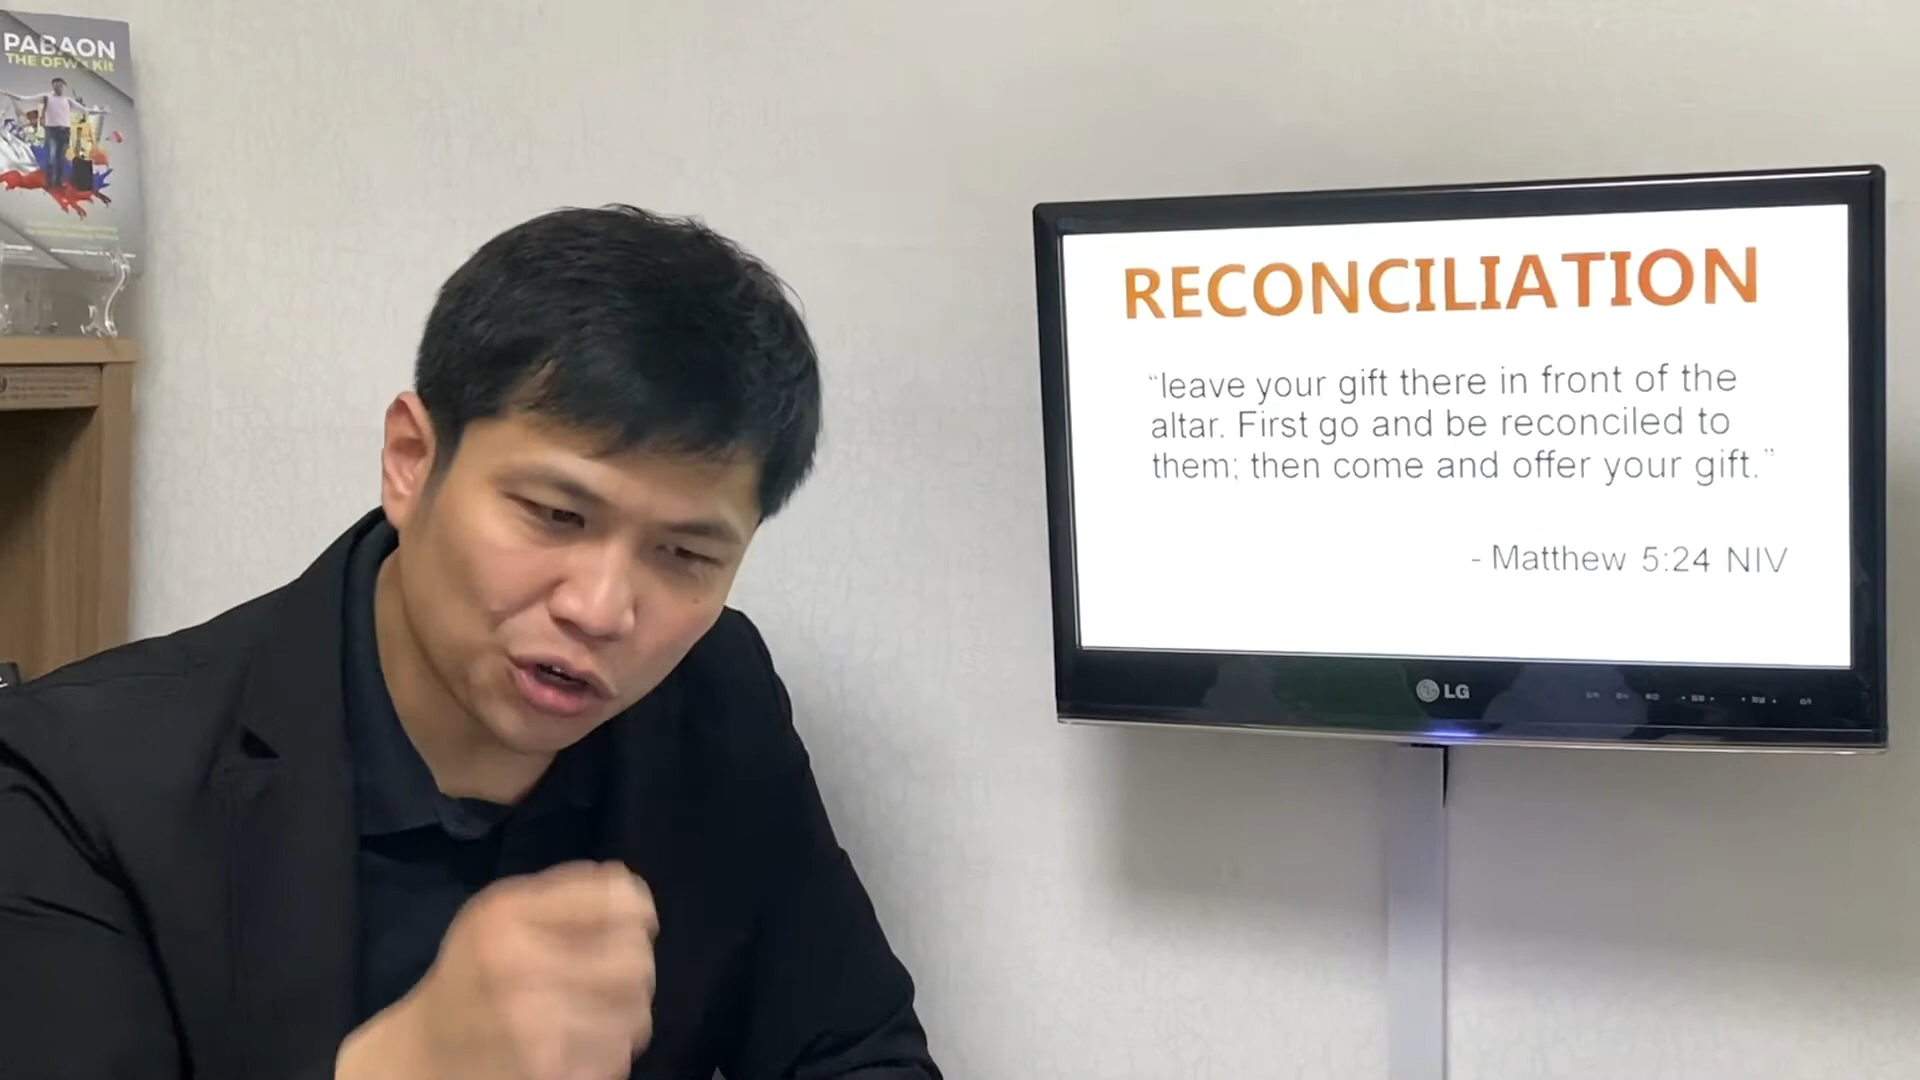 PABAON
THE OFW's Kit
RECONCILIATION
“leave your gift there in front of the
altar. First go and be reconciled to
them; then come and offer your gift.”
- Matthew 5:24 NIV
LG